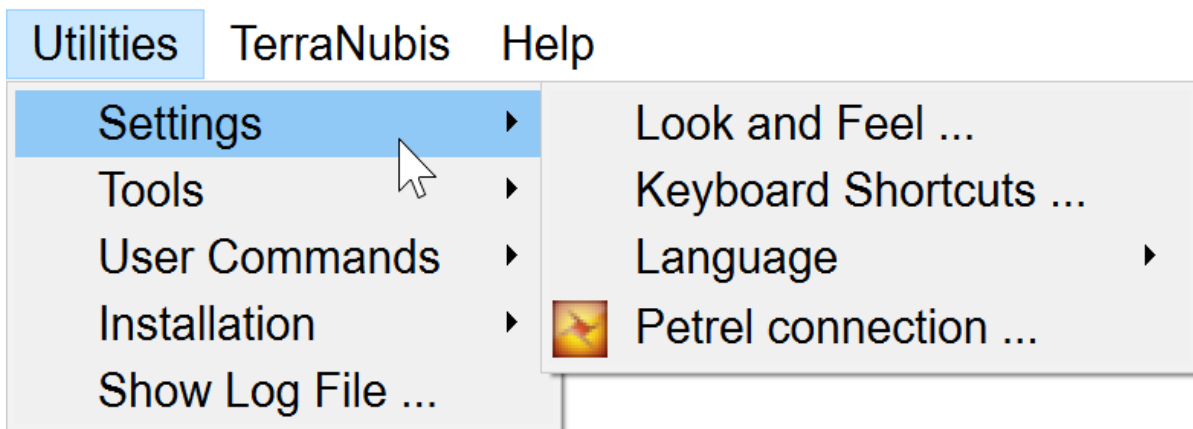 Utilities TerraNubis Help
Settings
Tools
User Commands
Installation
Show Log File ...
Look and Feel ...
Keyboard Shortcuts ...
Language
Petrel connection ...